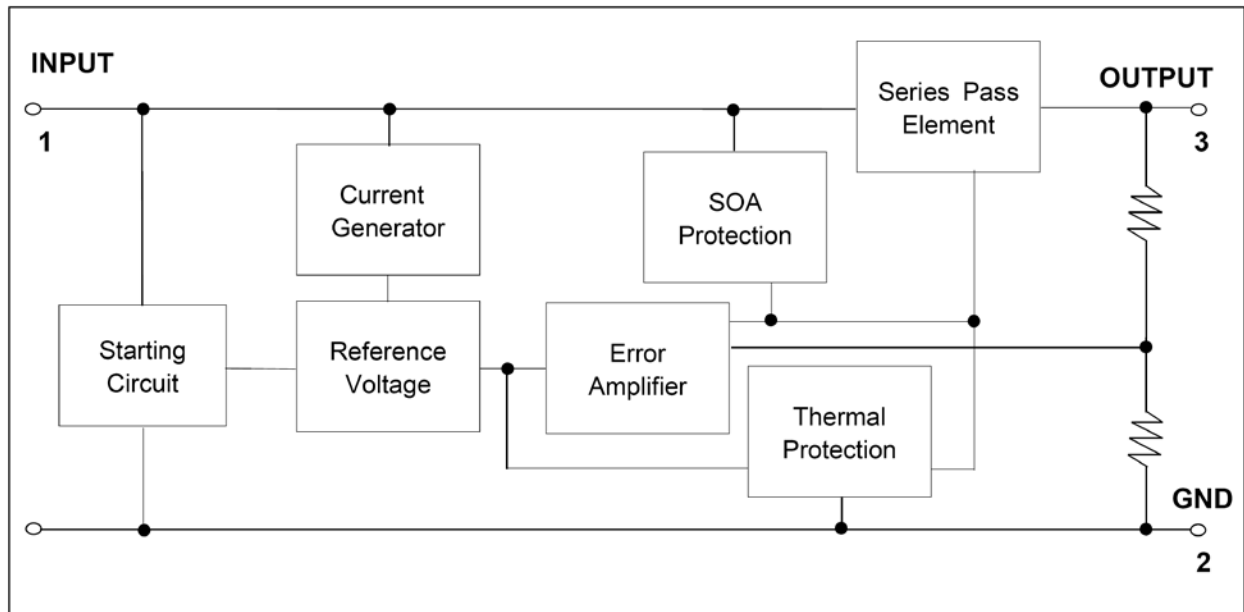 INPUT
1
Series Pass
Element
OUTPUT
3
Current
Generator
SOA
Protection
Starting
Circuit
Reference
Voltage
Error
Amplifier
Thermal
Protection
GND
2